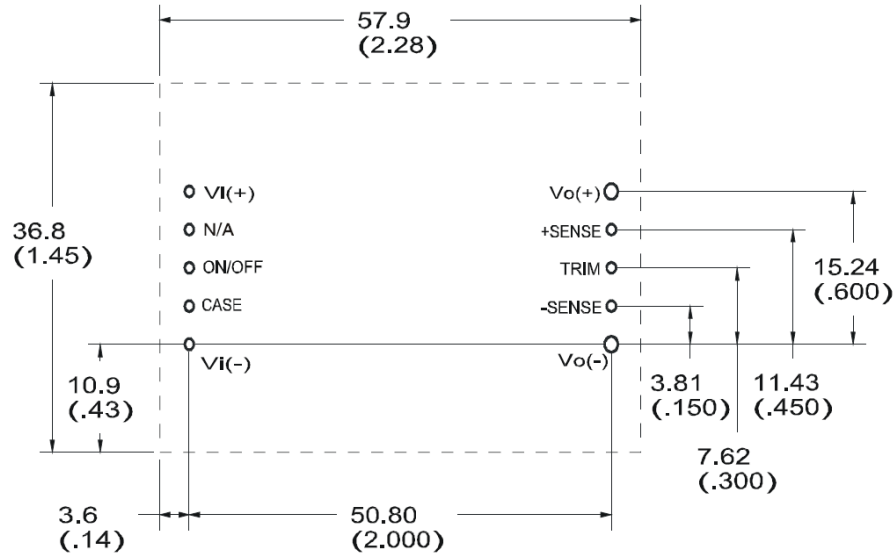 57.9
(2.28)
VI(+)
Vo(+)
N/A
+SENSE
36.8
(1.45)
ON/OFF
TRIM
15.24
(.600)
CASE
-SENSE
Vi(-)
Vo(-)
10.9
(.43)
3.81
(.150)
11.43
(.450)
7.62
(.300)
3.6
(.14)
50.80
(2.000)